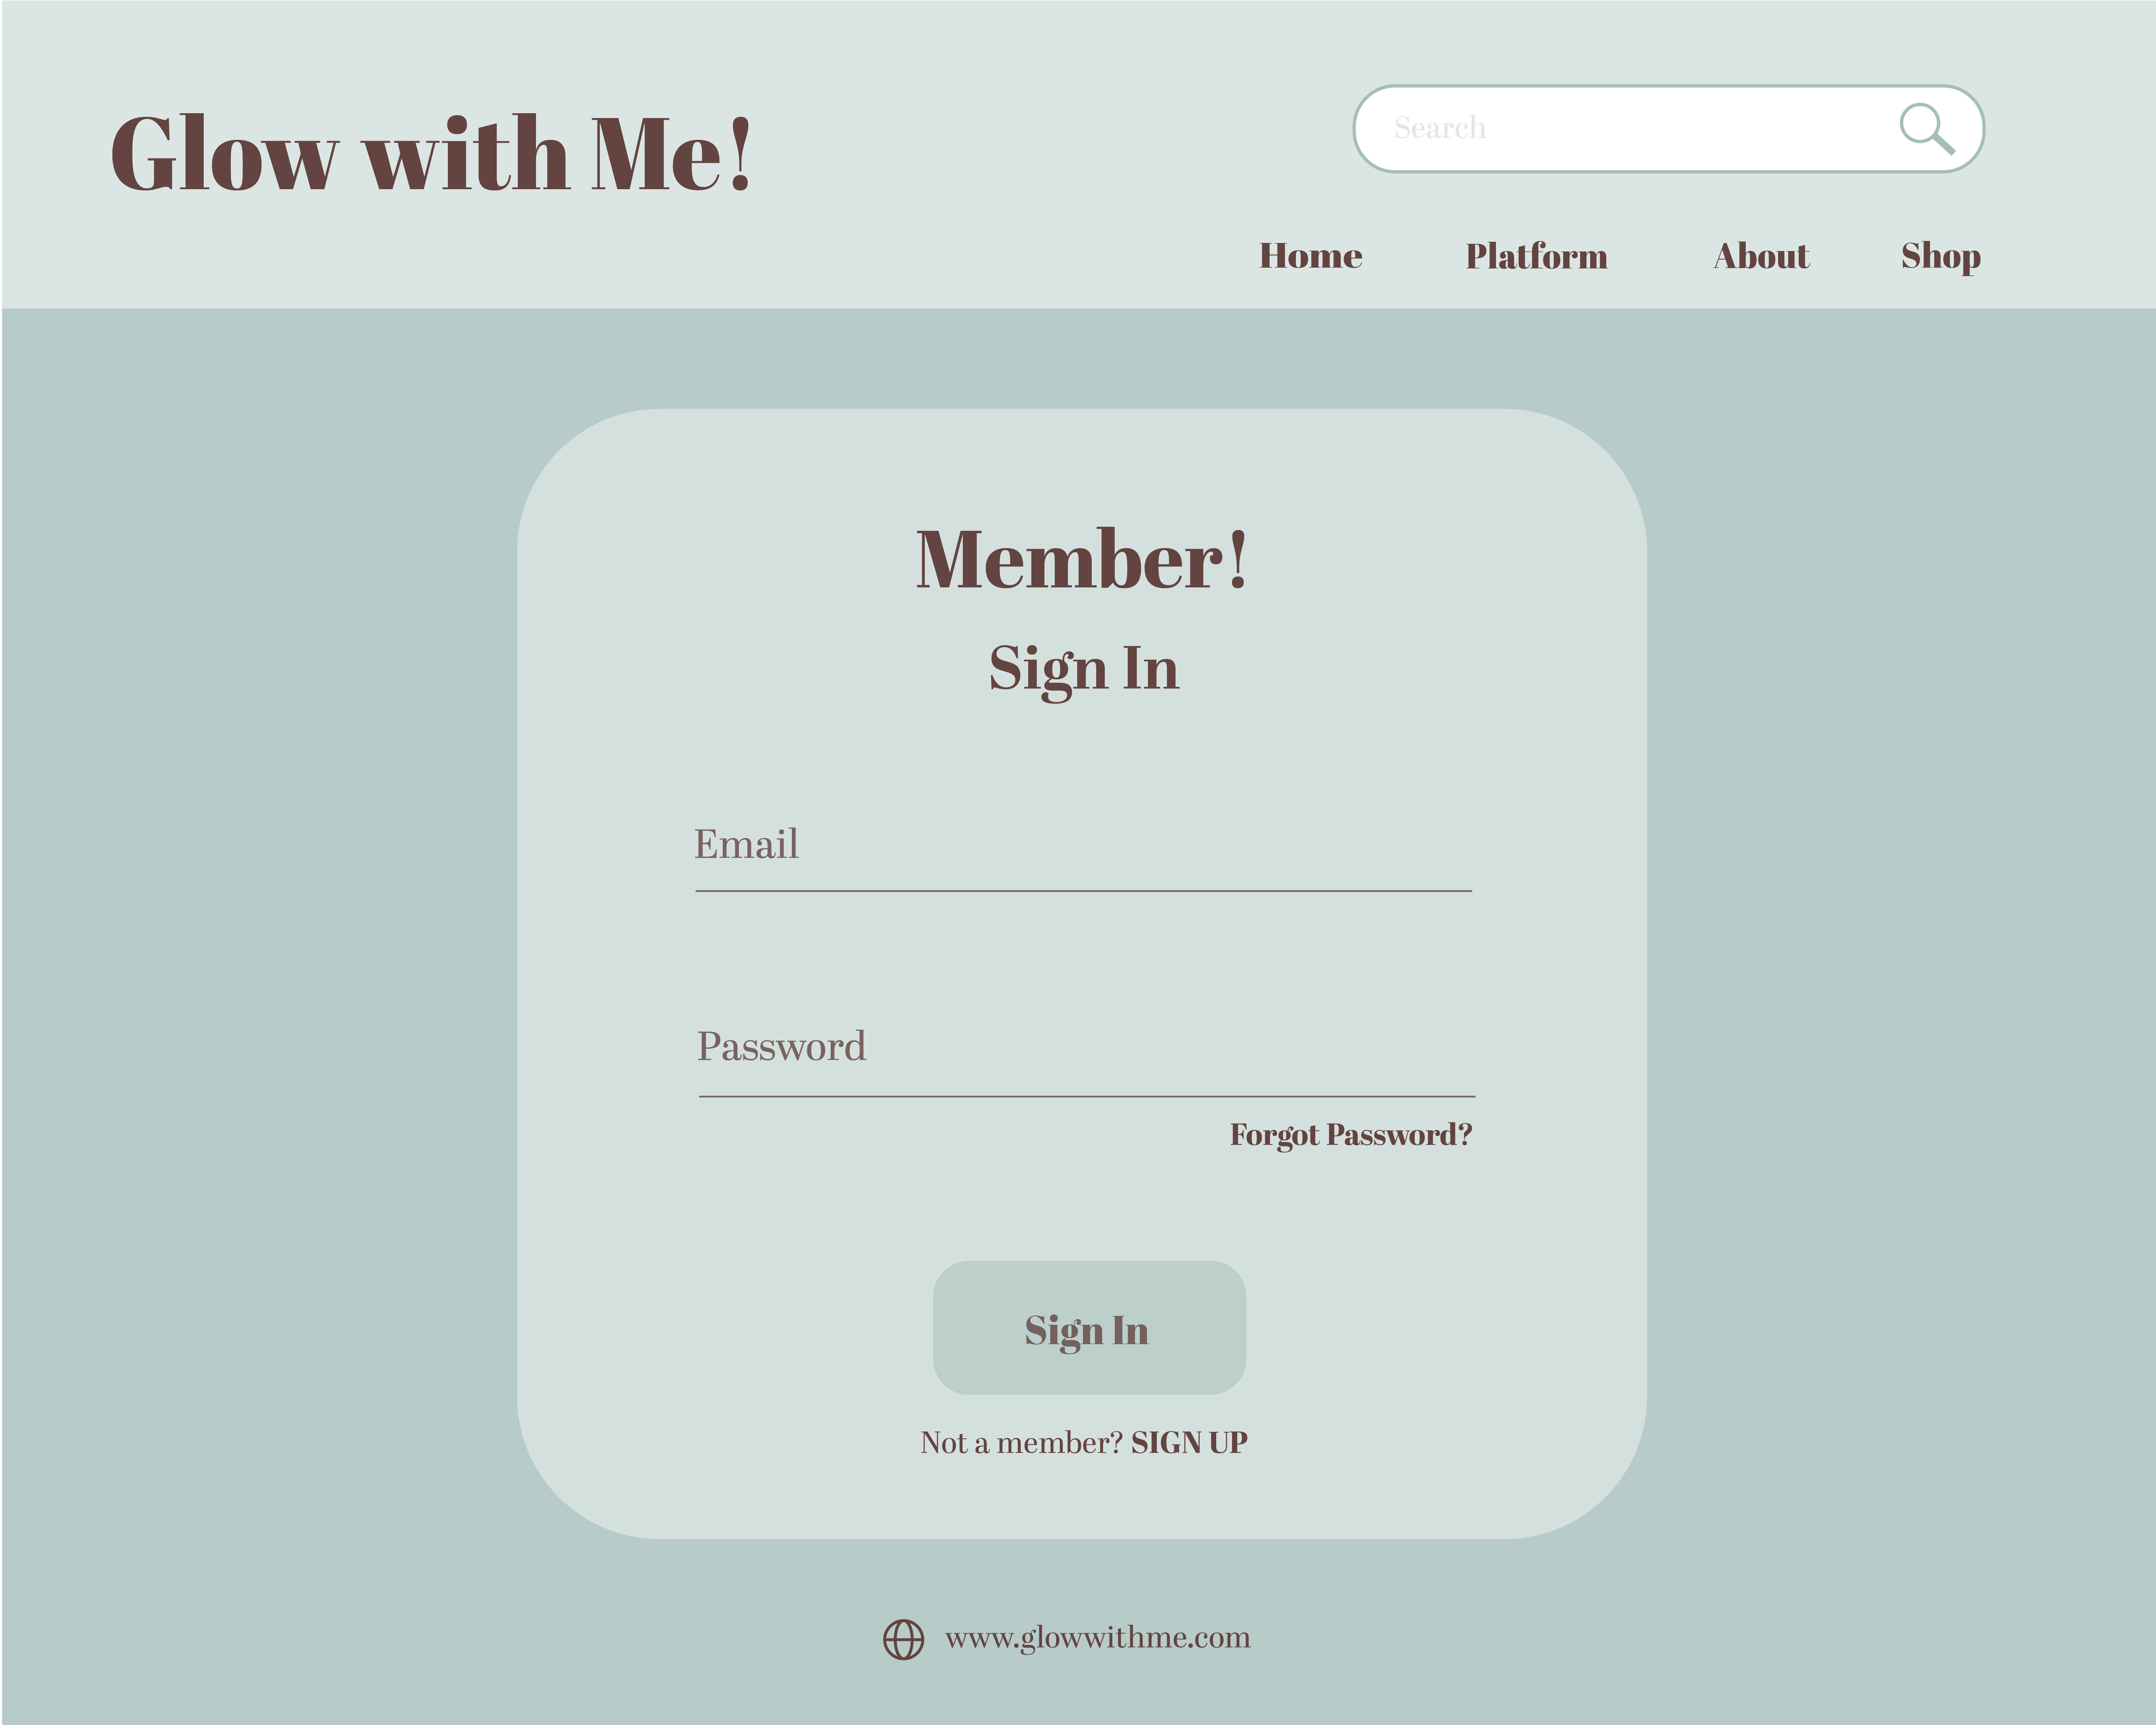 Glow with Me!
Search
Home Platform About Shop
Member!
Sign In
Email
Password
Forgot Password?
Sign In
Not a member? SIGN UP
www.glowwithme.com